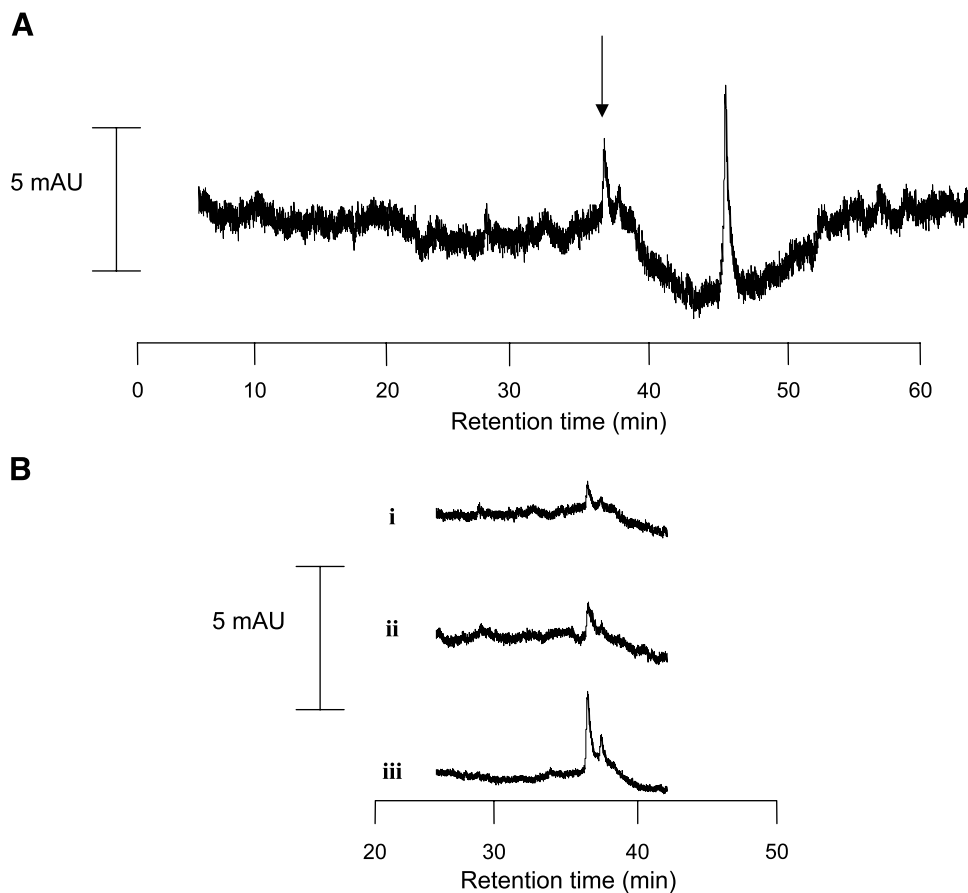 A
5 mAU
0 10 20 30 40 50 60
Retention time (min)
B
i
5 mAU
ii
iii
20 30 40 50
Retention time (min)